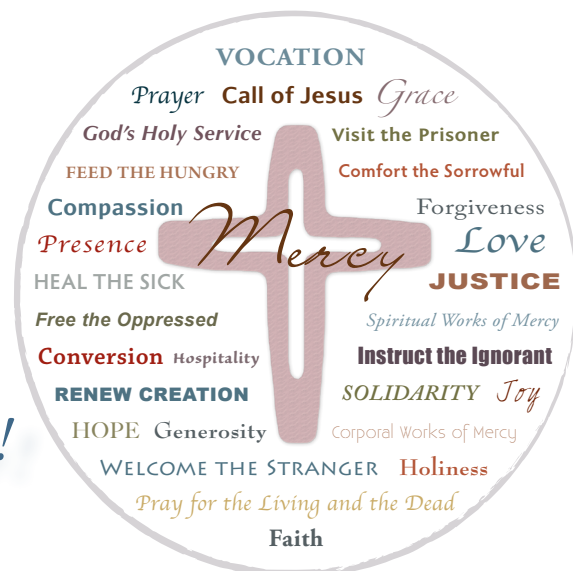 VOCATION
Prayer Call of Jesus Grace
God's Holy Service Visit the Prisoner
FEED THE HUNGRY Comfort the Sorrowful
Compassion Forgiveness
Mercy
Presence Love
HEAL THE SICK JUSTICE
Free the Oppressed Spiritual Works of Mercy
Conversion Hospitality Instruct the Ignorant
RENEW CREATION SOLIDARITY Joy
!
HOPE Generosity Corporal Works of Mercy
WELCOME THE STRANGER Holiness
Pray for the Living and the Dead
Faith